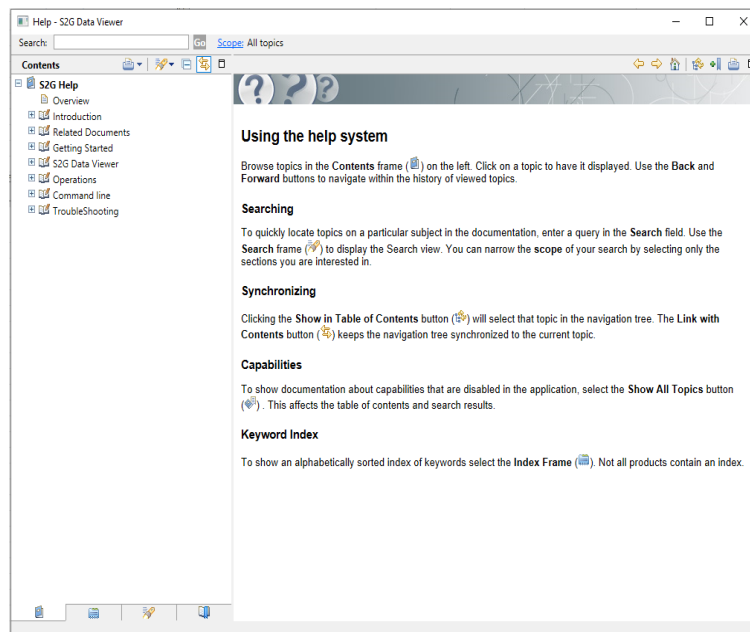 Help - S2G Data Viewer
Search:
Go
Scope: All topics
Contents
S2G Help
Overview
Introduction
Related Documents
Getting Started
S2G Data Viewer
Operations
Command line
TroubleShooting
Using the help system
Browse topics in the Contents frame ( ) on the left. Click on a topic to have it displayed. Use the Back and
Forward buttons to navigate within the history of viewed topics.
Searching
To quickly locate topics on a particular subject in the documentation, enter a query in the Search field. Use the
Search frame ( ) to display the Search view. You can narrow the scope of your search by selecting only the
sections you are interested in.
Synchronizing
Clicking the Show in Table of Contents button ( ) will select that topic in the navigation tree. The Link with
Contents button ( ) keeps the navigation tree synchronized to the current topic.
Capabilities
To show documentation about capabilities that are disabled in the application, select the Show All Topics button
( ) . This affects the table of contents and search results.
Keyword Index
To show an alphabetically sorted index of keywords select the Index Frame ( ). Not all products contain an index.